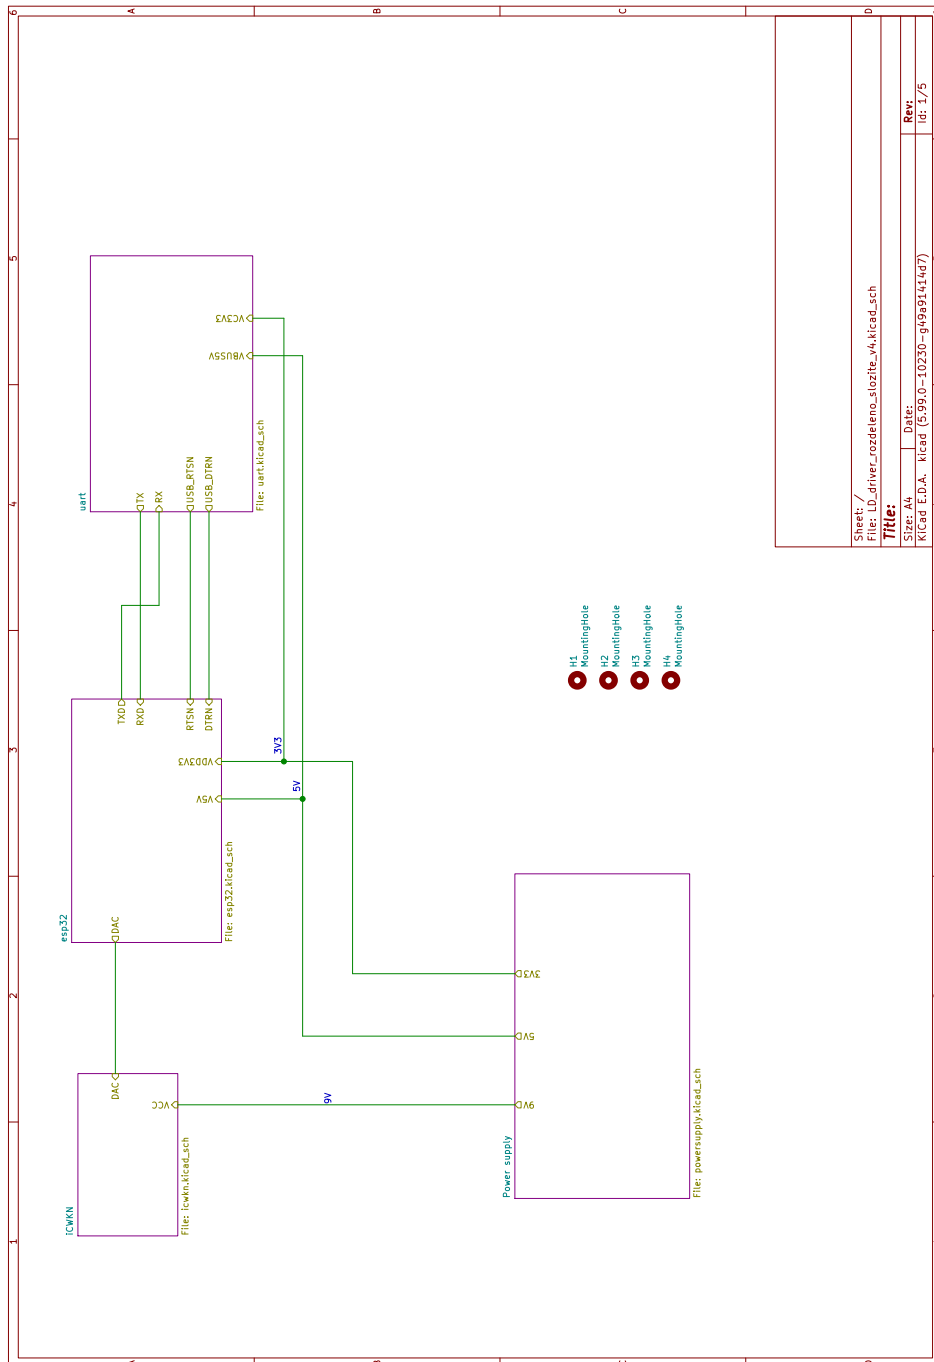 1
2
3
4
5
6
A
B
C
D
iCWKN
DAC
VCC
File: icwkn.kicad_sch
esp32
DAC
TXD
RXD
RTSN
DTRN
VDD3V3
V5V
File: esp32.kicad_sch
uart
TX
RX
USB_RTSN
USB_DTRN
VC3V3
VBUS5V
File: uart.kicad_sch
3V3
5V
9V
Power supply
3V3
5V
9V
File: powersupply.kicad_sch
H1
MountingHole
H2
MountingHole
H3
MountingHole
H4
MountingHole
Sheet: /
File: LD_driver_rozdeleno_slozite_v4.kicad_sch
Title:
Size: A4 Date: Rev:
KiCad E.D.A. kicad (5.99.0-10230-g49a91414d7) Id: 1/5